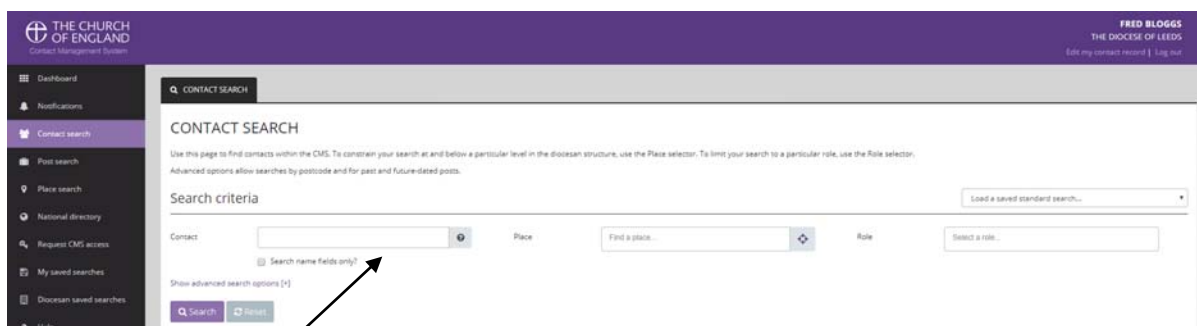 THE CHURCH
OF ENGLAND
Contact Management System
FRED BLOGGS
THE DIOCESE OF LEEDS
Edit my contact record | Log out
Dashboard
Notifications
Contact search
Post search
Place search
National directory
Request CMS access
My saved searches
Diocesan saved searches
CONTACT SEARCH
CONTACT SEARCH
Use this page to find contacts within the CMS. To constrain your search at and below a particular level in the diocesan structure, use the Place selector. To limit your search to a particular role, use the Role selector.
Advanced options allow searches by postcode and for past and future-dated posts.
Search criteria
Load a saved standard search...
Contact
Place
Find a place...
Role
Select a role...
Search name fields only?
Show advanced search options [+]
Search
Reset